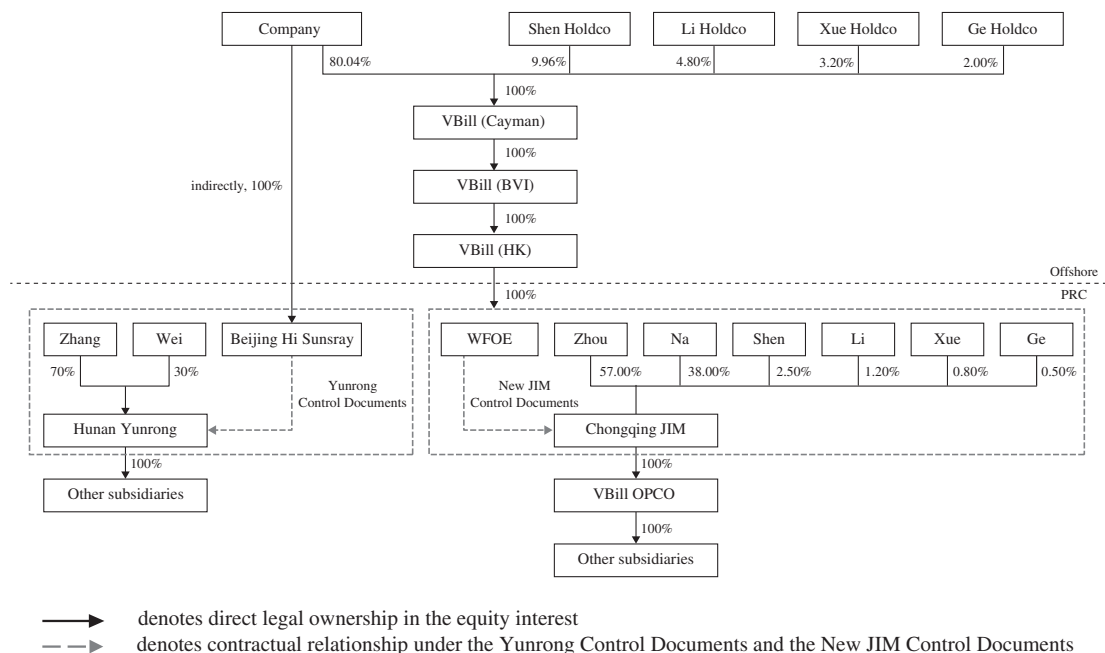 Company
Shen Holdco
Li Holdco
Xue Holdco
Ge Holdco
80.04%
9.96%
4.80%
3.20%
2.00%
100%
VBill (Cayman)
100%
indirectly, 100%
VBill (BVI)
100%
VBill (HK)
Offshore
100%
PRC
Zhang
Wei
Beijing Hi Sunsray
WFOE
Zhou
Na
Shen
Li
Xue
Ge
70%
30%
57.00%
38.00%
2.50%
1.20%
0.80%
0.50%
Yunrong
Control Documents
New JIM
Control Documents
Hunan Yunrong
Chongqing JIM
100%
100%
Other subsidiaries
VBill OPCO
100%
Other subsidiaries
denotes direct legal ownership in the equity interest
denotes contractual relationship under the Yunrong Control Documents and the New JIM Control Documents